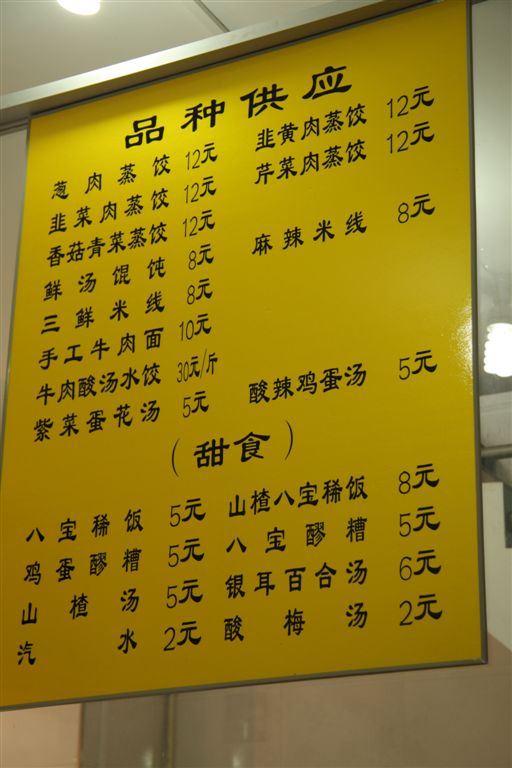 品种供应
葱肉蒸饺 12元 韭黄肉蒸饺 12元
韭菜肉蒸饺 12元 芹菜肉蒸饺 12元
香菇青菜蒸饺 12元
鲜汤馄饨 8元 麻辣米线 8元
三鲜米线 8元
手工牛肉面 10元
牛肉酸汤水饺 30元/斤
紫菜蛋花汤 5元 酸辣鸡蛋汤 5元
(甜食)
八宝稀饭 5元 山楂八宝稀饭 8元
鸡蛋醪糟 5元 八宝醪糟 5元
山楂汤 5元 银耳百合汤 6元
汽水 2元 酸梅汤 2元